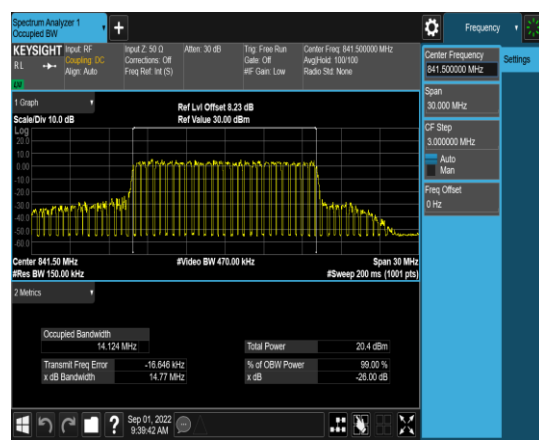 Spectrum Analyzer 1
Occupied BW
+
Frequency
KEYSIGHT
RL
LW
Input: RF
Coupling: DC
Align: Auto
Input Z: 50 Ω
Corrections: Off
Freq Ref: Int (S)
Atten: 30 dB
Trig: Free Run
Gate: Off
#IF Gain: Low
Center Freq: 841.500000 MHz
Avg|Hold: 100/100
Radio Std: None
Center Frequency
841.500000 MHz
Settings
Span
30.000 MHz
CF Step
3.000000 MHz
Auto
Man
Freq Offset
0 Hz
1 Graph
Scale/Div 10.0 dB
Ref Lvl Offset 8.23 dB
Ref Value 30.00 dBm
Log
20.0
10.0
0.00
-10.0
-20.0
-30.0
-40.0
-50.0
-60.0
Center 841.50 MHz
#Video BW 470.00 kHz
Span 30 MHz
#Res BW 150.00 kHz
#Sweep 200 ms (1001 pts)
2 Metrics
Occupied Bandwidth
14.124 MHz
Total Power 20.4 dBm
Transmit Freq Error -16.646 kHz
% of OBW Power 99.00 %
x dB Bandwidth 14.77 MHz
x dB -26.00 dB
?
Sep 01, 2022
9:39:42 AM